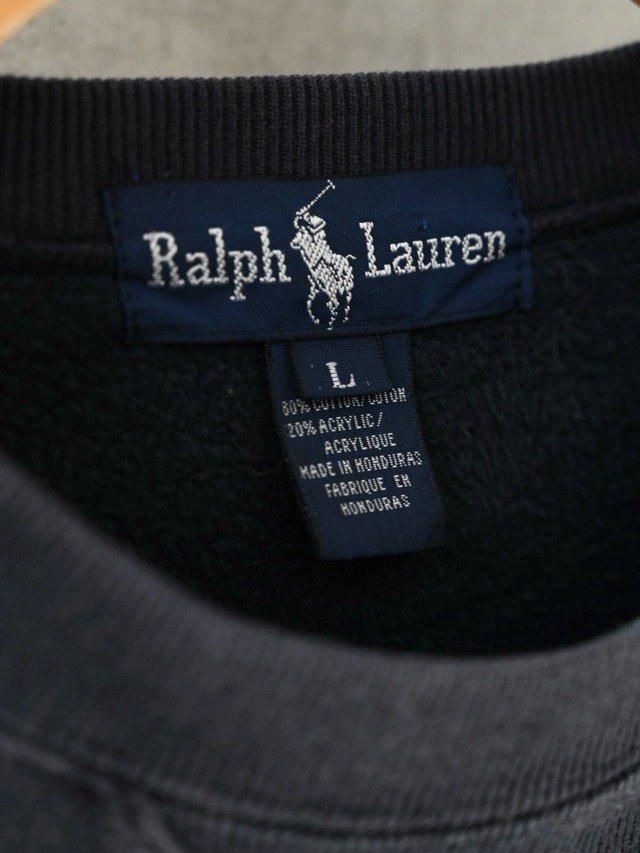 Ralph Lauren
L
80% COTTON/COTON
20% ACRYLIC/
ACRYLIQUE
MADE IN HONDURAS
FABRIQUE EN
HONDURAS